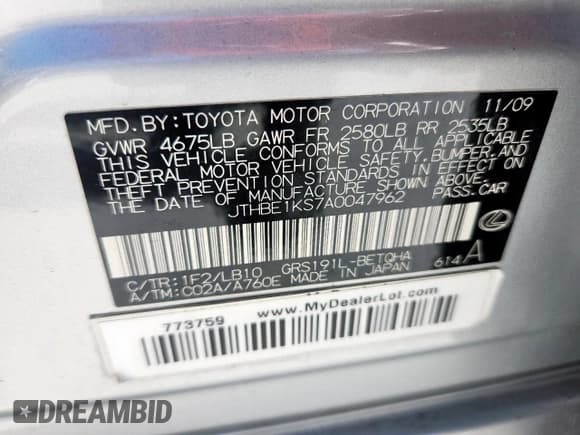 MFD. BY: TOYOTA MOTOR CORPORATION 11/09
GVWR 4675LB GAWR FR 2580LB RR 2535LB
THIS VEHICLE CONFORMS TO ALL APPLICABLE
FEDERAL MOTOR VEHICLE SAFETY, BUMPER, AND
THEFT PREVENTION STANDARDS IN EFFECT ON
THE DATE OF MANUFACTURE SHOWN ABOVE.
JTHBE1KS7A0047962 PASS. CAR
C/TR: 1F2/LB10 GRS191L-BETQHA
A/TM: C02A/A760E MADE IN JAPAN 614 A
773759 www.MyDealerLot.com
DREAMBID